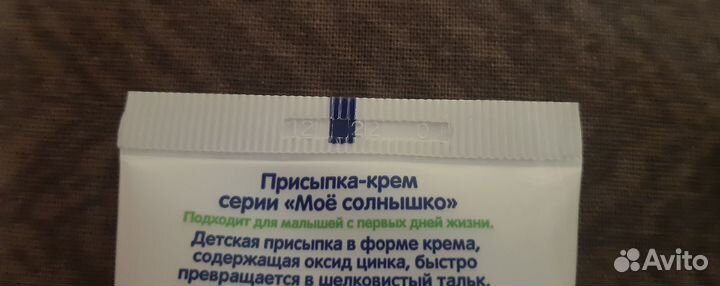 Присыпка-крем
серии «Моё солнышко»
Подходит для малышей с первых дней жизни.
Детская присыпка в форме крема,
содержащая оксид цинка, быстро
превращается в шелковистый тальк.
Avito